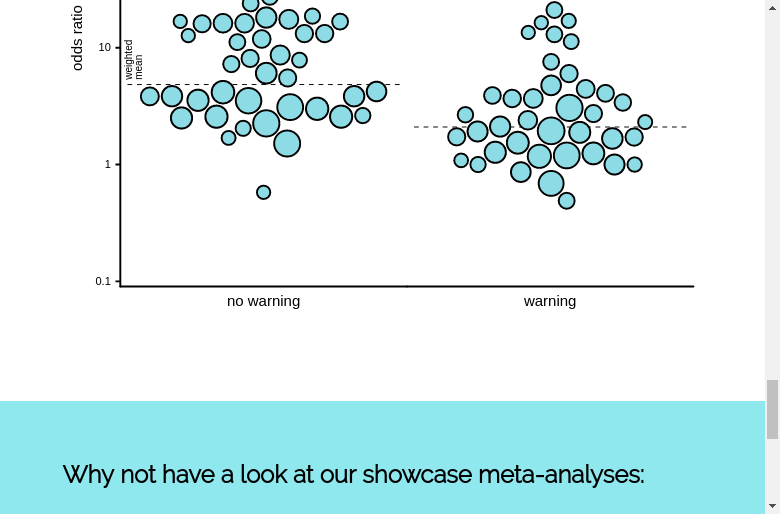 odds ratio
10
weighted
mean
1
0.1
no warning
warning
Why not have a look at our showcase meta-analyses: